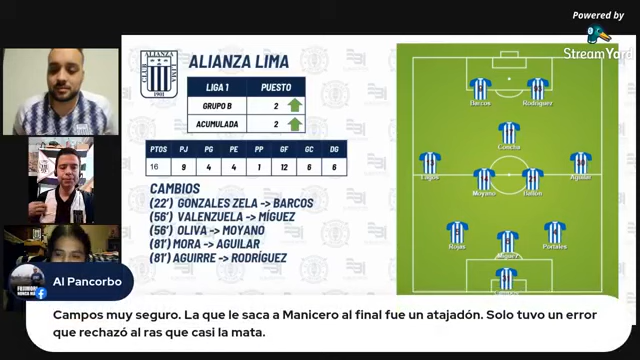 Powered by
StreamYard
ALIANZA LIMA
LIGA 1 PUESTO
GRUPO B 2
ACUMULADA 2
PTOS PJ PG PE PP GF GC DG
16 9 4 4 1 12 6 6
CAMBIOS
(22') GONZALES ZELA -> BARCOS
(56') VALENZUELA -> MÍGUEZ
(56') OLIVA -> MOYANO
(81') MORA -> AGUILAR
(81') AGUIRRE -> RODRÍGUEZ
Barcos Rodríguez
Concha
Lagos Aguilar
Moyano Ballón
Rojas Portales
Míguez
Campos
Al Pancorbo
Campos muy seguro. La que le saca a Manicero al final fue un atajadón. Solo tuvo un error
que rechazó al ras que casi la mata.